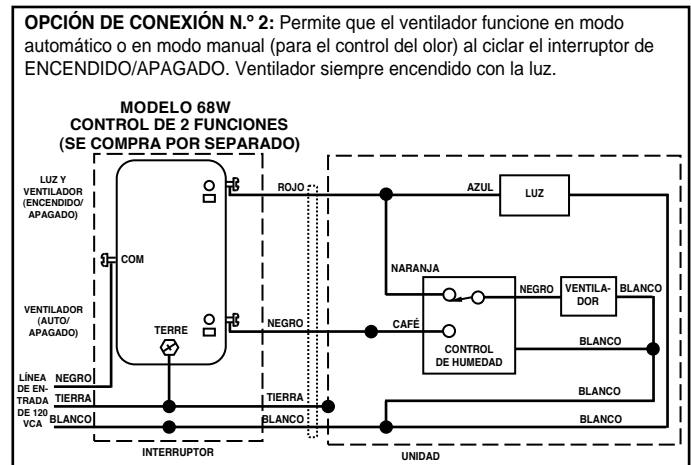 OPCIÓN DE CONEXIÓN N.º 2: Permite que el ventilador funcione en modo
automático o en modo manual (para el control del olor) al ciclar el interruptor de
ENCENDIDO/APAGADO. Ventilador siempre encendido con la luz.
MODELO 68W
CONTROL DE 2 FUNCIONES
(SE COMPRA POR SEPARADO)
LUZ Y
VENTILADOR
(ENCENDIDO/
APAGADO)
ROJO
AZUL
LUZ
COM
NARANJA
NEGRO
VENTILA-
DOR
BLANCO
VENTILADOR
(AUTO/
APAGADO)
TERRE
NEGRO
CAFÉ
CONTROL
DE HUMEDAD
BLANCO
LÍNEA
DE EN-
TRADA
DE 120
VCA
NEGRO
TIERRA
BLANCO
TIERRA
BLANCO
BLANCO
BLANCO
INTERRUPTOR
UNIDAD